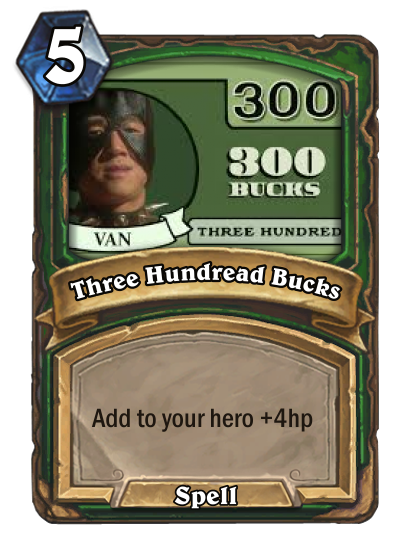 5
300
300
BUCKS
VAN
THREE HUNDRED
Three Hundread Bucks
Add to your hero +4hp
Spell